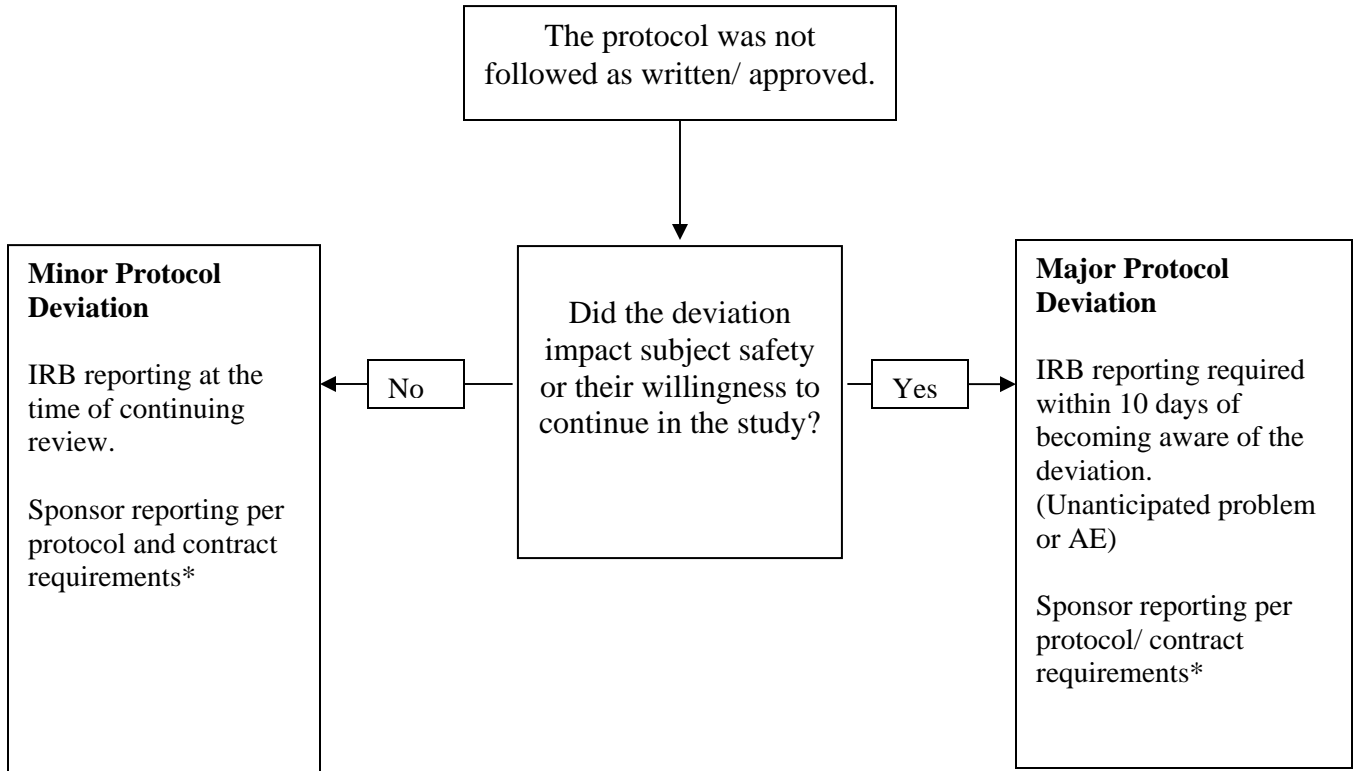 The protocol was not
followed as written/ approved.
Minor Protocol
Deviation
IRB reporting at the
time of continuing
review.
Sponsor reporting per
protocol and contract
requirements*
No
Did the deviation
impact subject safety
or their willingness to
continue in the study?
Yes
Major Protocol
Deviation
IRB reporting required
within 10 days of
becoming aware of the
deviation.
(Unanticipated problem
or AE)
Sponsor reporting per
protocol/ contract
requirements*